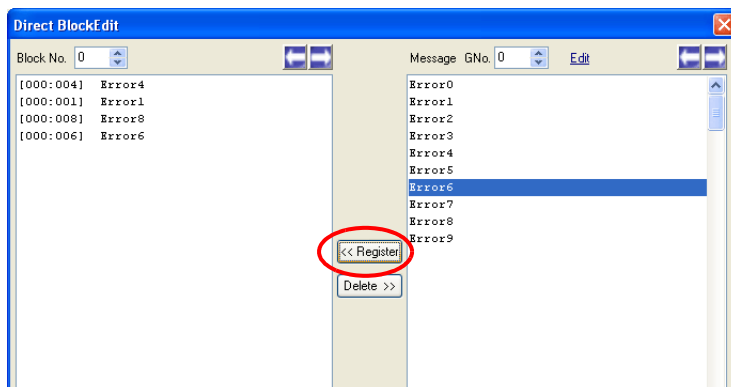 Direct BlockEdit
Block No. 0
Message GNo. 0 Edit
[000:004] Error4
[000:001] Error1
[000:008] Error8
[000:006] Error6
<< Register
Delete >>
Error0
Error1
Error2
Error3
Error4
Error5
Error6
Error7
Error8
Error9